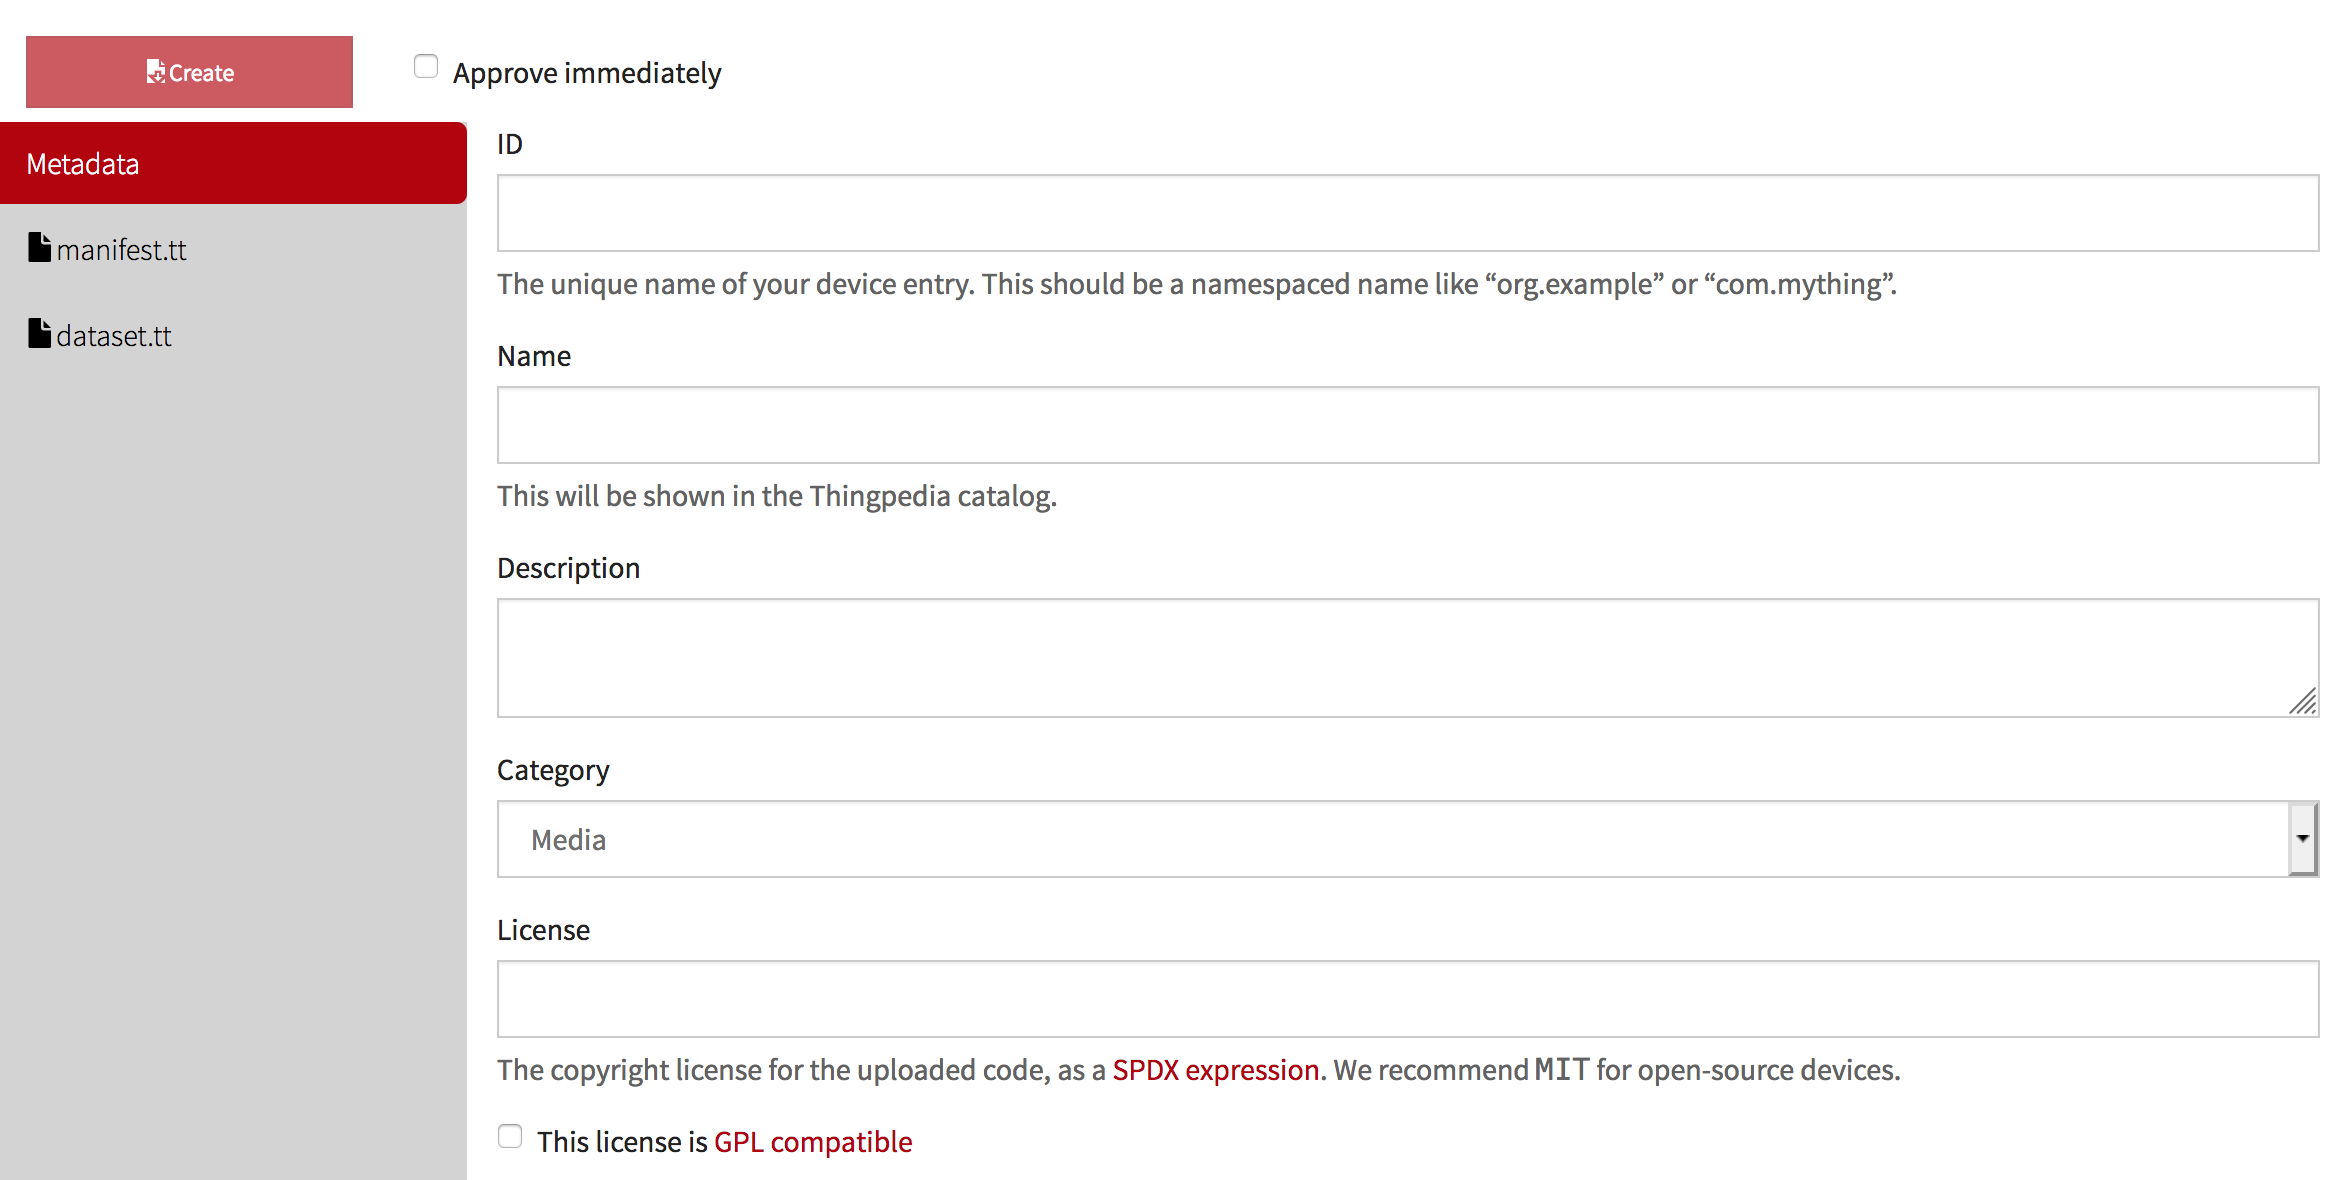 Create
Approve immediately
Metadata
manifest.tt
dataset.tt
ID
The unique name of your device entry. This should be a namespaced name like “org.example” or “com.mything”.
Name
This will be shown in the Thingpedia catalog.
Description
Category
Media
License
The copyright license for the uploaded code, as a SPDX expression. We recommend MIT for open-source devices.
This license is GPL compatible